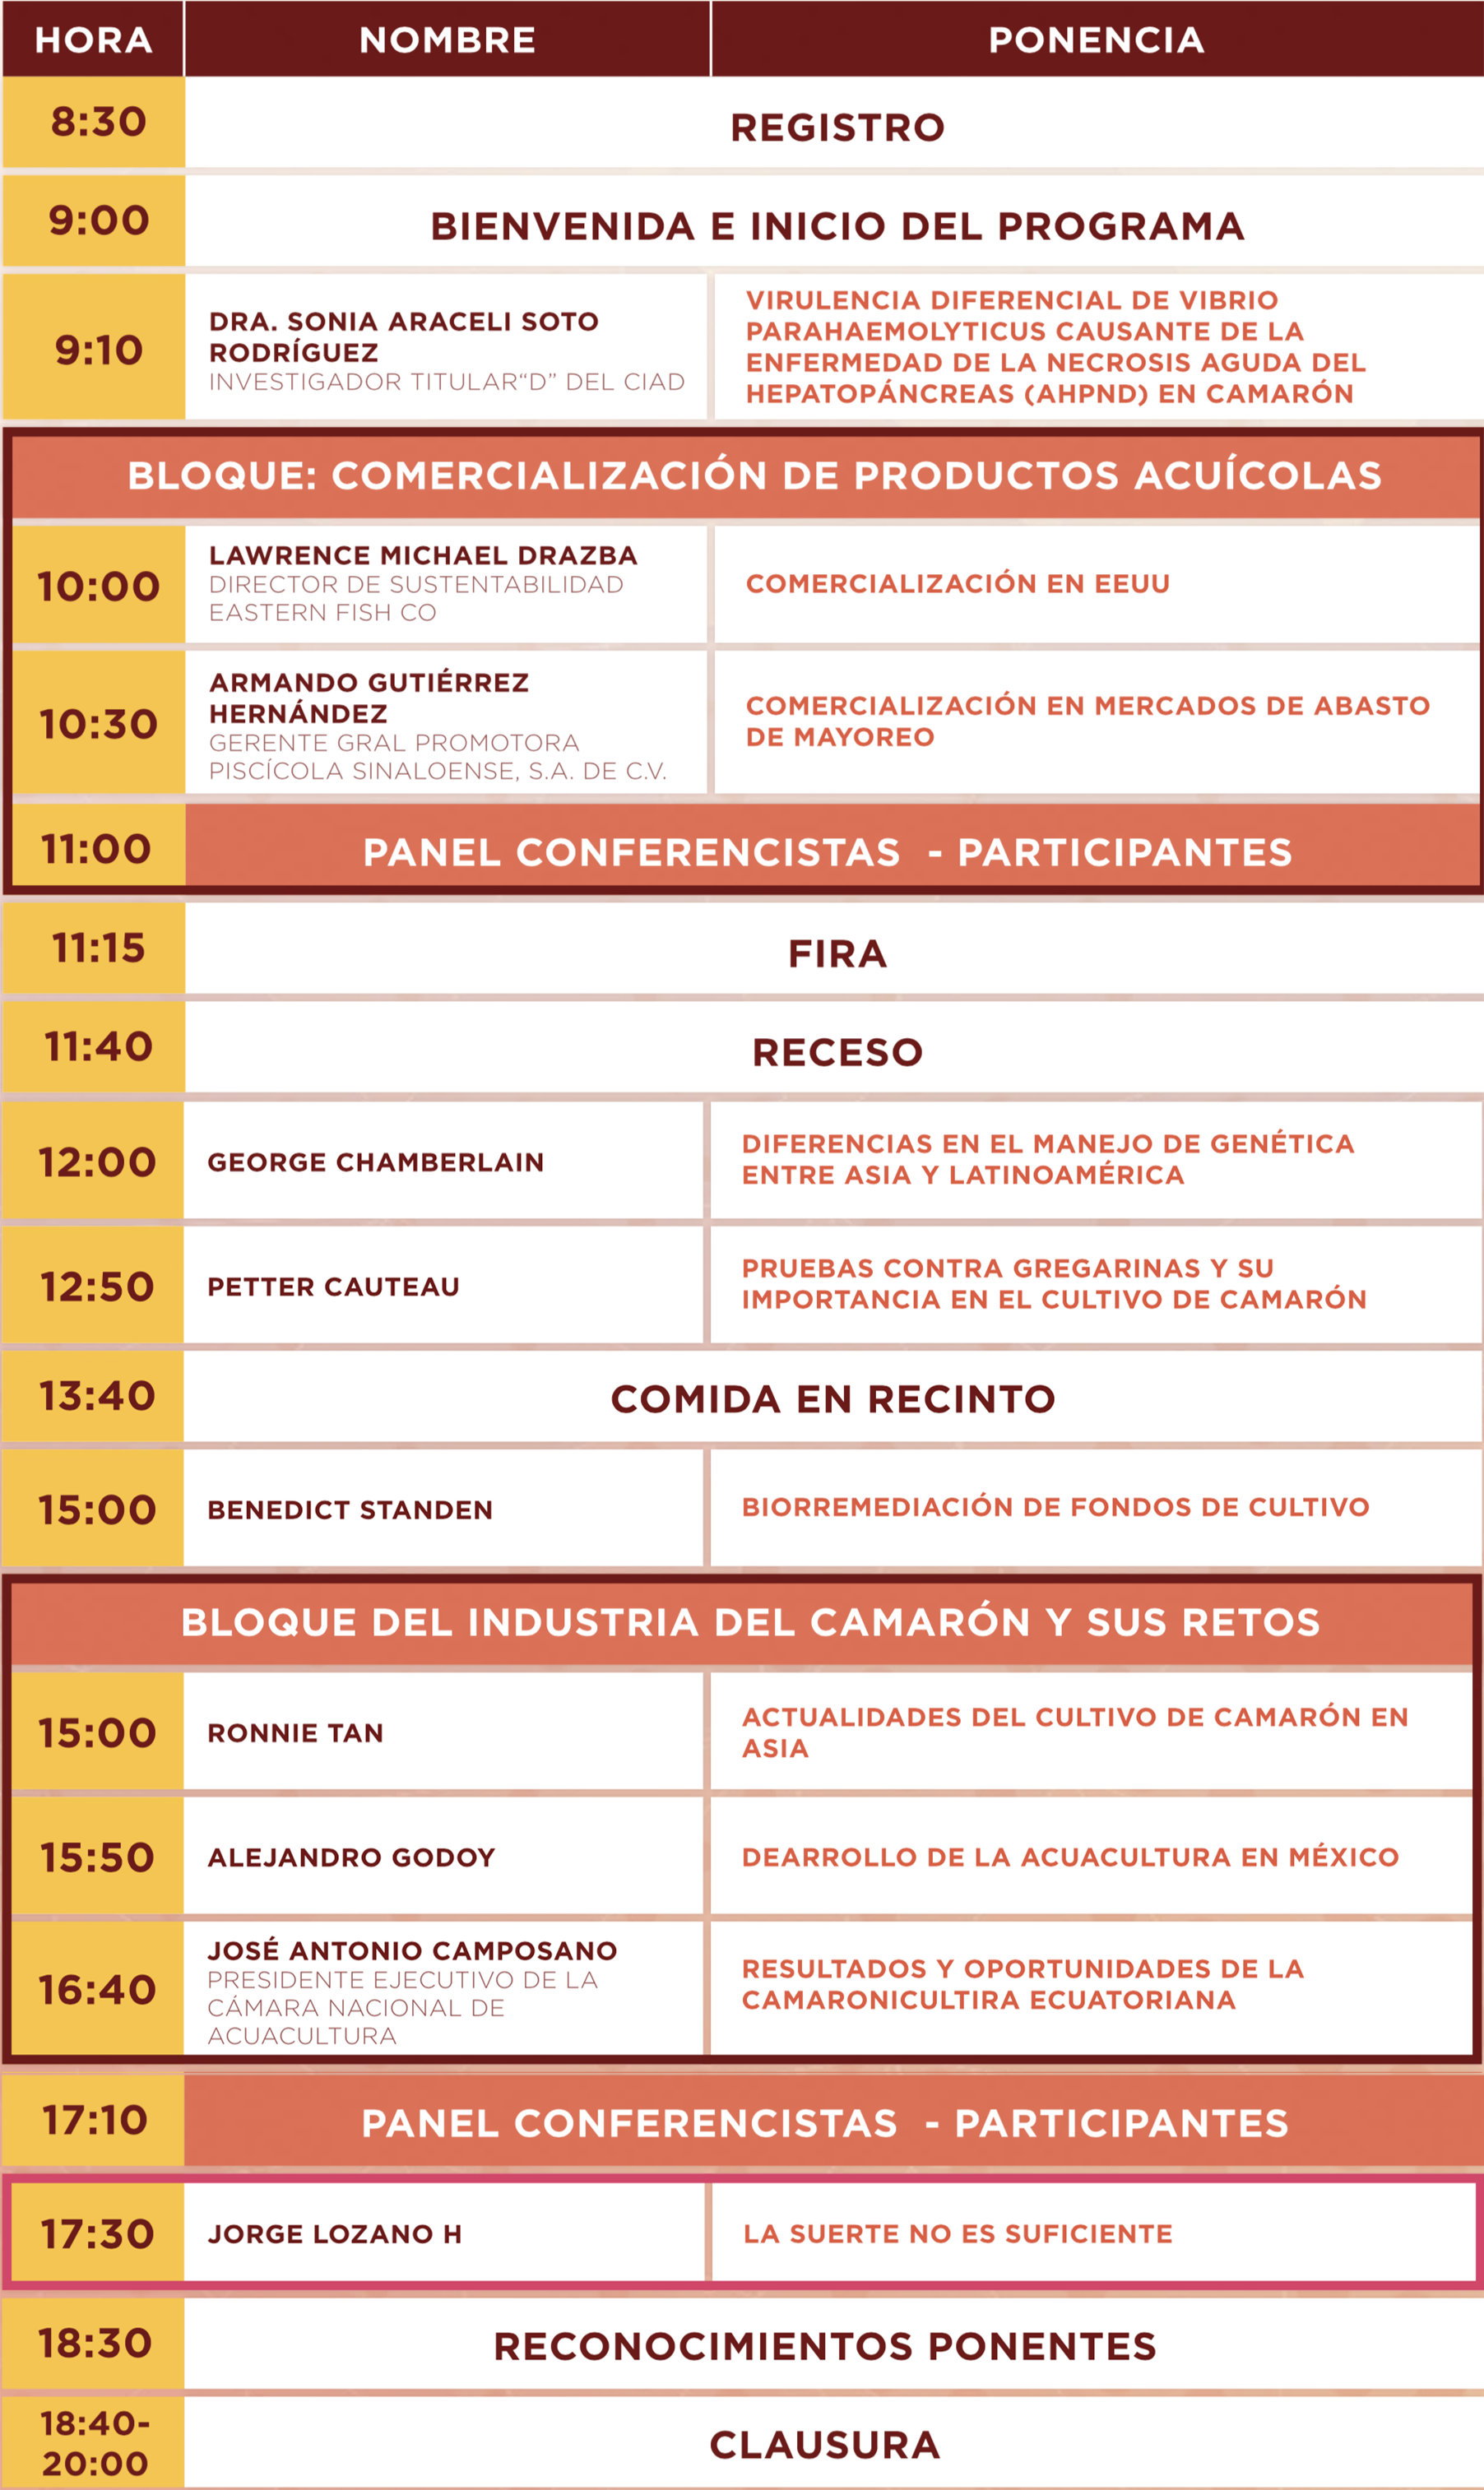 HORA NOMBRE PONENCIA
8:30 REGISTRO
9:00 BIENVENIDA E INICIO DEL PROGRAMA
9:10
DRA. SONIA ARACELI SOTO
RODRÍGUEZ
INVESTIGADOR TITULAR“D” DEL CIAD
VIRULENCIA DIFERENCIAL DE VIBRIO
PARAHAEMOLYTICUS CAUSANTE DE LA
ENFERMEDAD DE LA NECROSIS AGUDA DEL
HEPATOPÁNCREAS (AHPND) EN CAMARÓN
BLOQUE: COMERCIALIZACIÓN DE PRODUCTOS ACUÍCOLAS
10:00
LAWRENCE MICHAEL DRAZBA
DIRECTOR DE SUSTENTABILIDAD
EASTERN FISH CO
COMERCIALIZACIÓN EN EEUU
10:30
ARMANDO GUTIÉRREZ
HERNÁNDEZ
GERENTE GRAL PROMOTORA
PISCÍCOLA SINALOENSE, S.A. DE C.V.
COMERCIALIZACIÓN EN MERCADOS DE ABASTO
DE MAYOREO
11:00 PANEL CONFERENCISTAS - PARTICIPANTES
11:15 FIRA
11:40 RECESO
12:00
GEORGE CHAMBERLAIN
DIFERENCIAS EN EL MANEJO DE GENÉTICA
ENTRE ASIA Y LATINOAMÉRICA
12:50
PETTER CAUTEAU
PRUEBAS CONTRA GREGARINAS Y SU
IMPORTANCIA EN EL CULTIVO DE CAMARÓN
13:40 COMIDA EN RECINTO
15:00
BENEDICT STANDEN
BIORREMEDIACIÓN DE FONDOS DE CULTIVO
BLOQUE DEL INDUSTRIA DEL CAMARÓN Y SUS RETOS
15:00
RONNIE TAN
ACTUALIDADES DEL CULTIVO DE CAMARÓN EN
ASIA
15:50
ALEJANDRO GODOY
DEARROLLO DE LA ACUACULTURA EN MÉXICO
16:40
JOSÉ ANTONIO CAMPOSANO
PRESIDENTE EJECUTIVO DE LA
CÁMARA NACIONAL DE
ACUACULTURA
RESULTADOS Y OPORTUNIDADES DE LA
CAMARONICULTIRA ECUATORIANA
17:10 PANEL CONFERENCISTAS - PARTICIPANTES
17:30
JORGE LOZANO H
LA SUERTE NO ES SUFICIENTE
18:30 RECONOCIMIENTOS PONENTES
18:40-
20:00
CLAUSURA